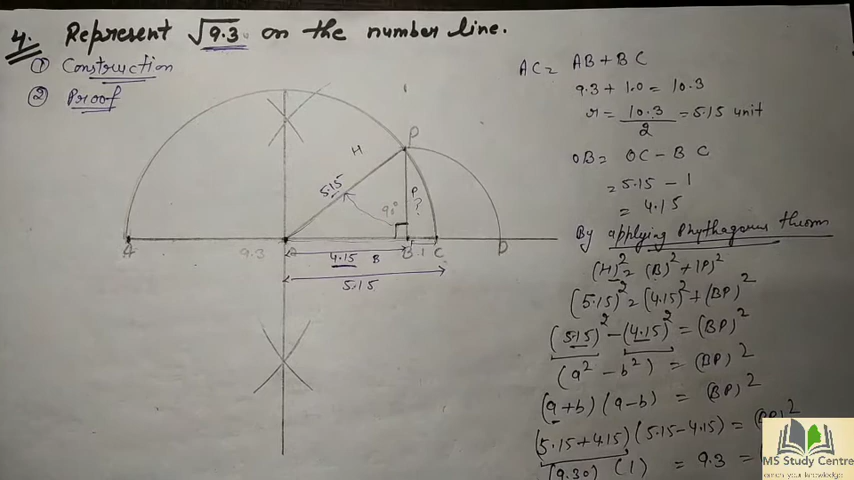 4. Represent √9.3 on the number line.
① Construction
② Proof
AC = AB + BC
9.3 + 1.0 = 10.3
r = 10.3/2 = 5.15 unit
OB = OC - BC
= 5.15 - 1
= 4.15
By applying Phythagorus theorm
(H)² = (B)² + (P)²
(5.15)² = (4.15)² + (BP)²
(5.15)² - (4.15)² = (BP)²
(a² - b²) = (BP)²
(a+b) (a-b) = (BP)²
(5.15+4.15) (5.15-4.15) = (BP)²
(9.30) (1) = 9.3 =
P
H
5.15
P
?
90°
A
9.3
O
B
1
C
D
4.15
B
5.15
MS Study Centre